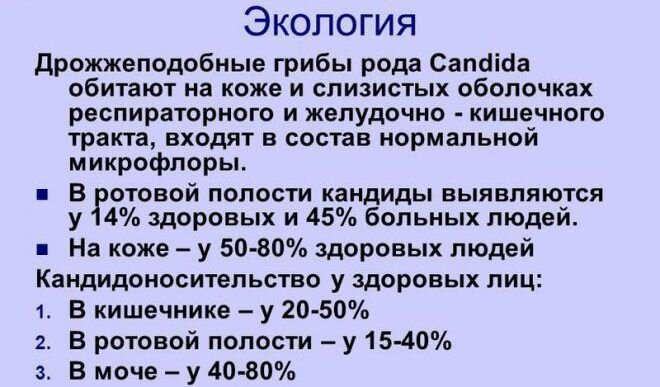 Экология
Дрожжеподобные грибы рода Candida
обитают на коже и слизистых оболочках
респираторного и желудочно - кишечного
тракта, входят в состав нормальной
микрофлоры.
В ротовой полости кандиды выявляются
у 14% здоровых и 45% больных людей.
На коже – у 50-80% здоровых людей
Кандидоносительство у здоровых лиц:
1. В кишечнике – у 20-50%
2. В ротовой полости – у 15-40%
3. В моче – у 40-80%